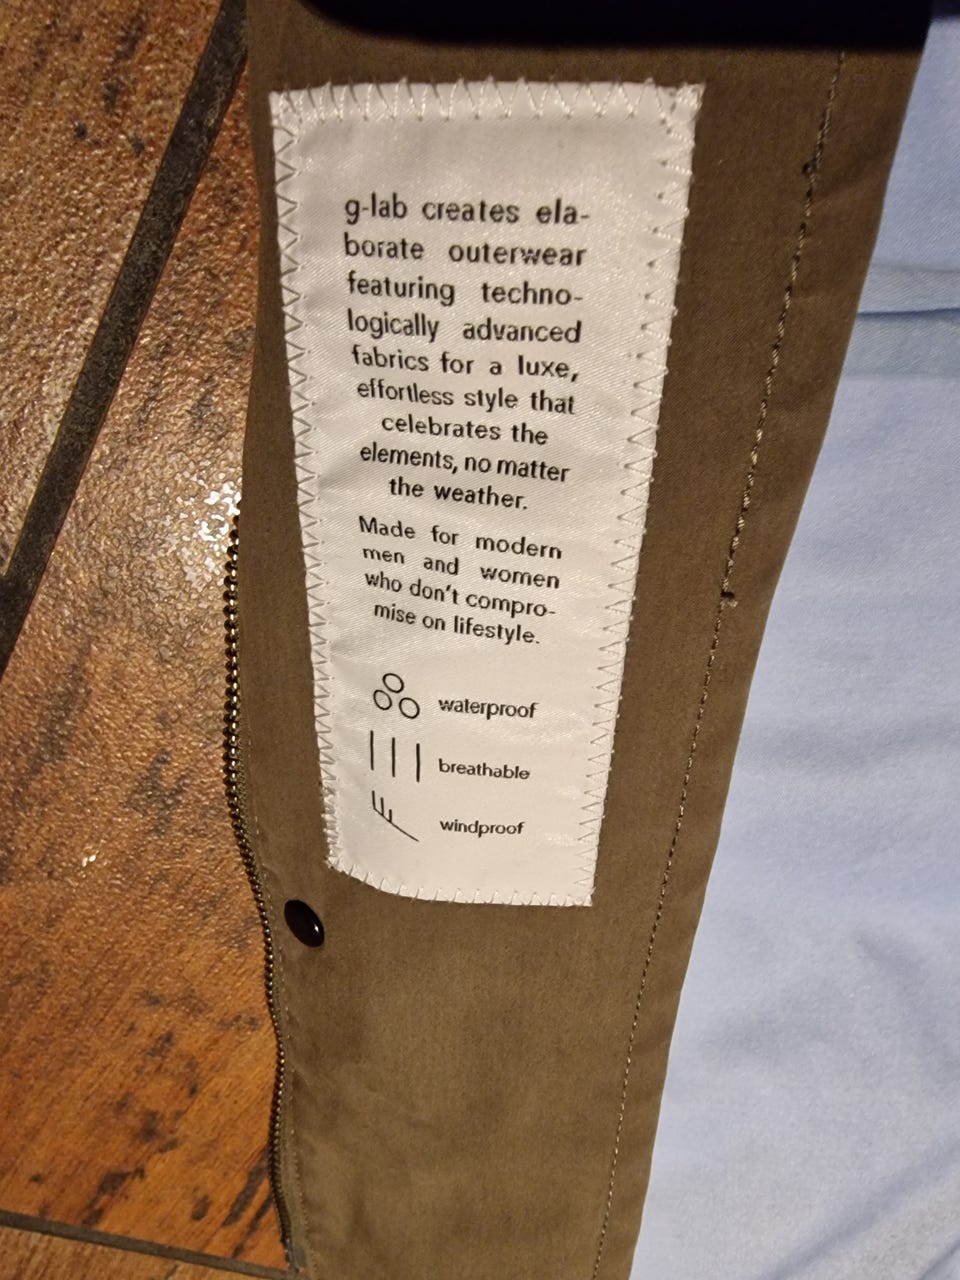 g-lab creates ela-
borate outerwear
featuring techno-
logically advanced
fabrics for a luxe,
effortless style that
celebrates the
elements, no matter
the weather.
Made for modern
men and women
who don't compro-
mise on lifestyle.
waterproof
breathable
windproof